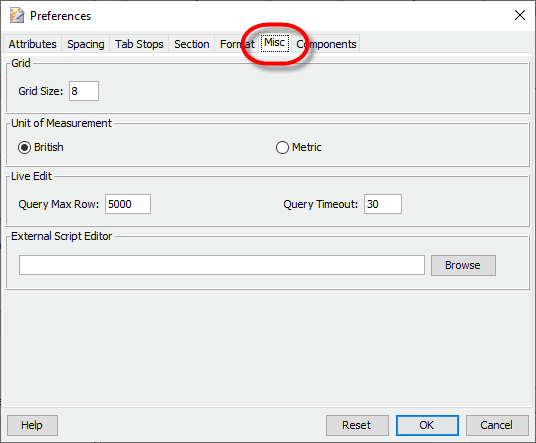 Preferences
Attributes Spacing Tab Stops Section Format Misc Components
Grid
Grid Size: 8
Unit of Measurement
British Metric
Live Edit
Query Max Row: 5000 Query Timeout: 30
External Script Editor
Browse
Help Reset OK Cancel